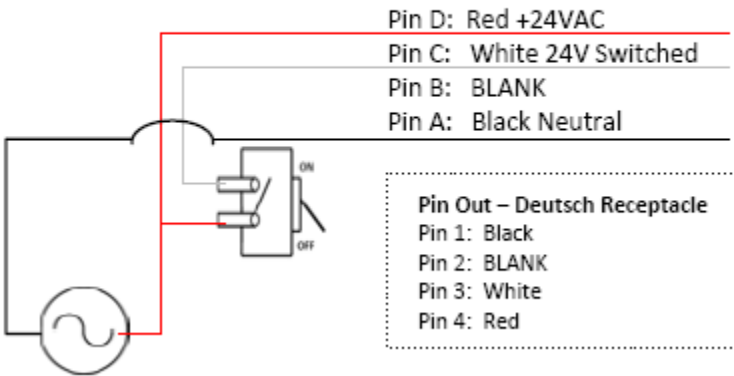 Pin D: Red +24VAC
Pin C: White 24V Switched
Pin B: BLANK
Pin A: Black Neutral
ON
OFF
Pin Out – Deutsch Receptacle
Pin 1: Black
Pin 2: BLANK
Pin 3: White
Pin 4: Red